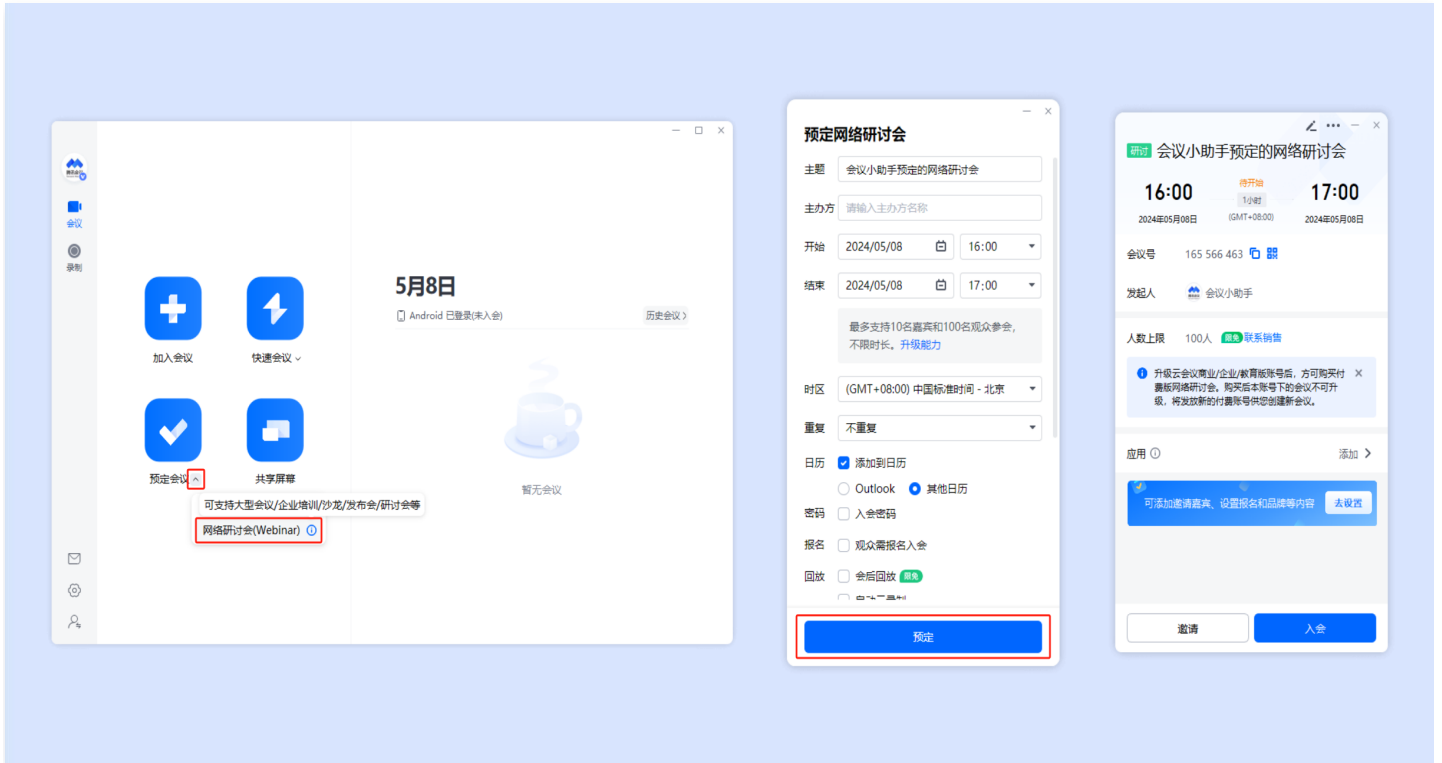 会议
录制
加入会议
快速会议
预定会议
共享屏幕
可支持大型会议/企业培训/沙龙/发布会/研讨会等
网络研讨会(Webinar)
5月8日
Android 已登录(未入会)
历史会议
暂无会议
预定网络研讨会
主题 会议小助手预定的网络研讨会
主办方 请输入主办方名称
开始 2024/05/08 16:00
结束 2024/05/08 17:00
最多支持10名嘉宾和100名观众参会，
不限时长。升级能力
时区 (GMT+08:00) 中国标准时间 - 北京
重复 不重复
日历 添加到日历
Outlook 其他日历
密码 入会密码
报名 观众需报名入会
回放 会后回放 限免
自动云录制
预定
研讨 会议小助手预定的网络研讨会
待开始
16:00 1小时 17:00
2024年05月08日 (GMT+08:00) 2024年05月08日
会议号 165 566 463
发起人 会议小助手
人数上限 100人 限免 联系销售
升级云会议商业/企业/教育版账号后，方可购买付
费版网络研讨会。购买后本账号下的会议不可升
级，将发放新的付费账号供您创建新会议。
应用 添加
可添加邀请嘉宾、设置报名和品牌等内容 去设置
邀请 入会